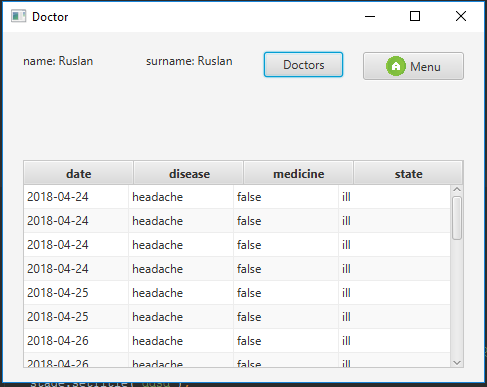 Doctor
name: Ruslan surname: Ruslan Doctors Menu
date disease medicine state
2018-04-24 headache false ill
2018-04-24 headache false ill
2018-04-24 headache false ill
2018-04-24 headache false ill
2018-04-25 headache false ill
2018-04-25 headache false ill
2018-04-26 headache false ill
2018-04-26 headache false ill